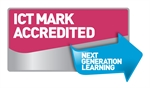 ICT MARK
ACCREDITED
NEXT
GENERATION
LEARNING